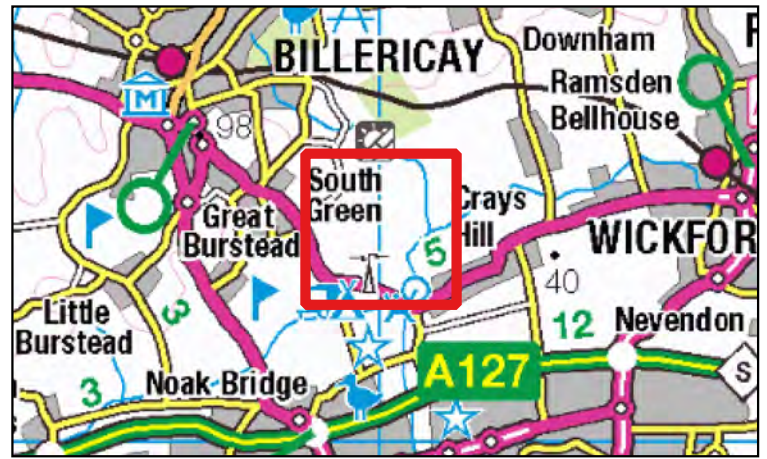 BILLERICAY
Downham
Ramsden
Bellhouse
M
98
South
Green
Crays
Hill
Great
Burstead
5
WICKFOR
40
Little
Burstead
3
12
Nevendon
3
Noak Bridge
A127
S